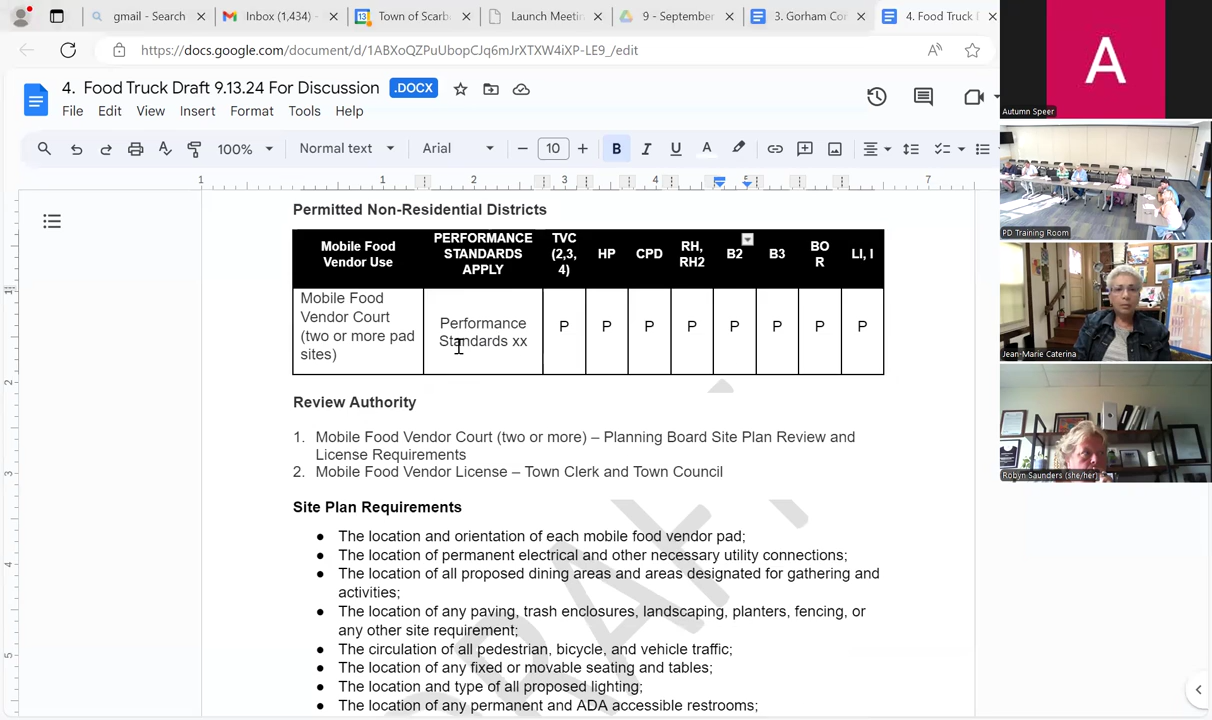 gmail - Search
Inbox (1,434)
Town of Scarb
Launch Meetin
9 - September
3. Gorham Cor
4. Food Truck
https://docs.google.com/document/d/1ABXoQZPuUbopCJq6mJrXTXW4iXP-LE9_/edit
4. Food Truck Draft 9.13.24 For Discussion
.DOCX
File Edit View Insert Format Tools Help
100% Normal text Arial 10
1 1 2 3 4 5 7
Permitted Non-Residential Districts
Mobile Food Vendor Use
PERFORMANCE STANDARDS APPLY
TVC (2,3, 4)
HP
CPD
RH, RH2
B2
B3
BO R
LI, I
Mobile Food Vendor Court (two or more pad sites)
Performance Standards xx
P P P P P P P P
Review Authority
1. Mobile Food Vendor Court (two or more) – Planning Board Site Plan Review and
License Requirements
2. Mobile Food Vendor License – Town Clerk and Town Council
Site Plan Requirements
● The location and orientation of each mobile food vendor pad;
● The location of permanent electrical and other necessary utility connections;
● The location of all proposed dining areas and areas designated for gathering and
activities;
● The location of any paving, trash enclosures, landscaping, planters, fencing, or
any other site requirement;
● The circulation of all pedestrian, bicycle, and vehicle traffic;
● The location of any fixed or movable seating and tables;
● The location and type of all proposed lighting;
● The location of any permanent and ADA accessible restrooms;
DRAFT
A
Autumn Speer
PD Training Room
Jean-Marie Caterina
Robyn Saunders (she/her)